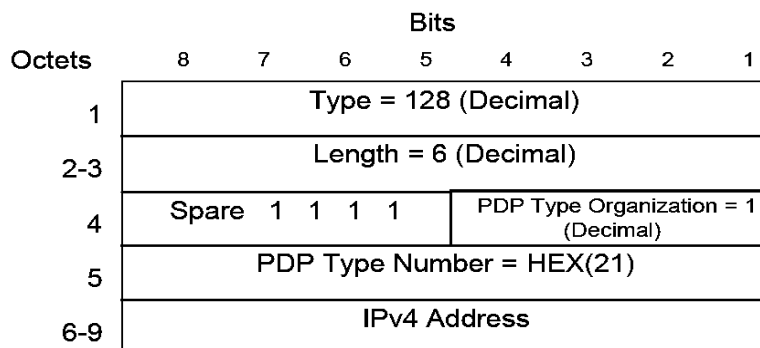 Bits
Octets 8 7 6 5 4 3 2 1
1 Type = 128 (Decimal)
2-3 Length = 6 (Decimal)
4 Spare 1 1 1 1 PDP Type Organization = 1
(Decimal)
5 PDP Type Number = HEX(21)
6-9 IPv4 Address